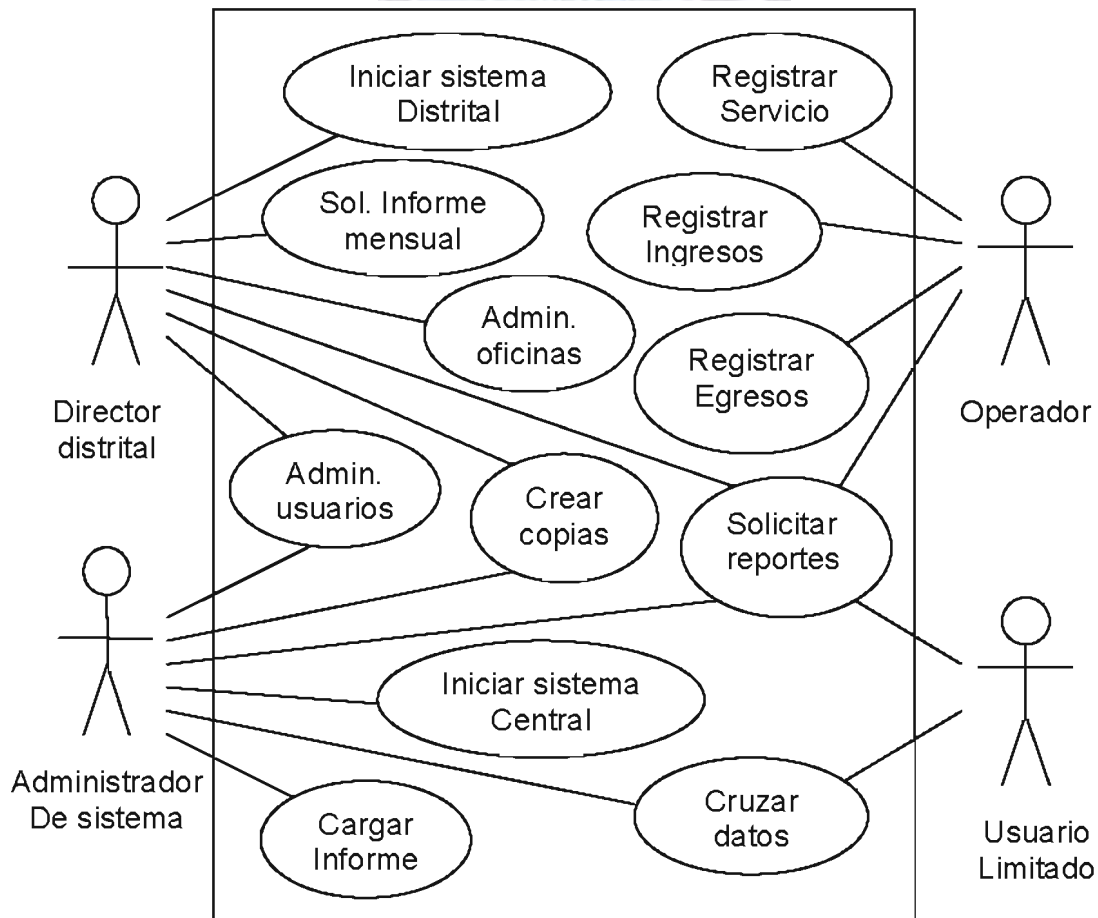 Iniciar sistema
Distrital
Registrar
Servicio
Sol. Informe
mensual
Registrar
Ingresos
Admin.
oficinas
Registrar
Egresos
Director
distrital
Operador
Admin.
usuarios
Crear
copias
Solicitar
reportes
Iniciar sistema
Central
Administrador
De sistema
Cargar
Informe
Cruzar
datos
Usuario
Limitado